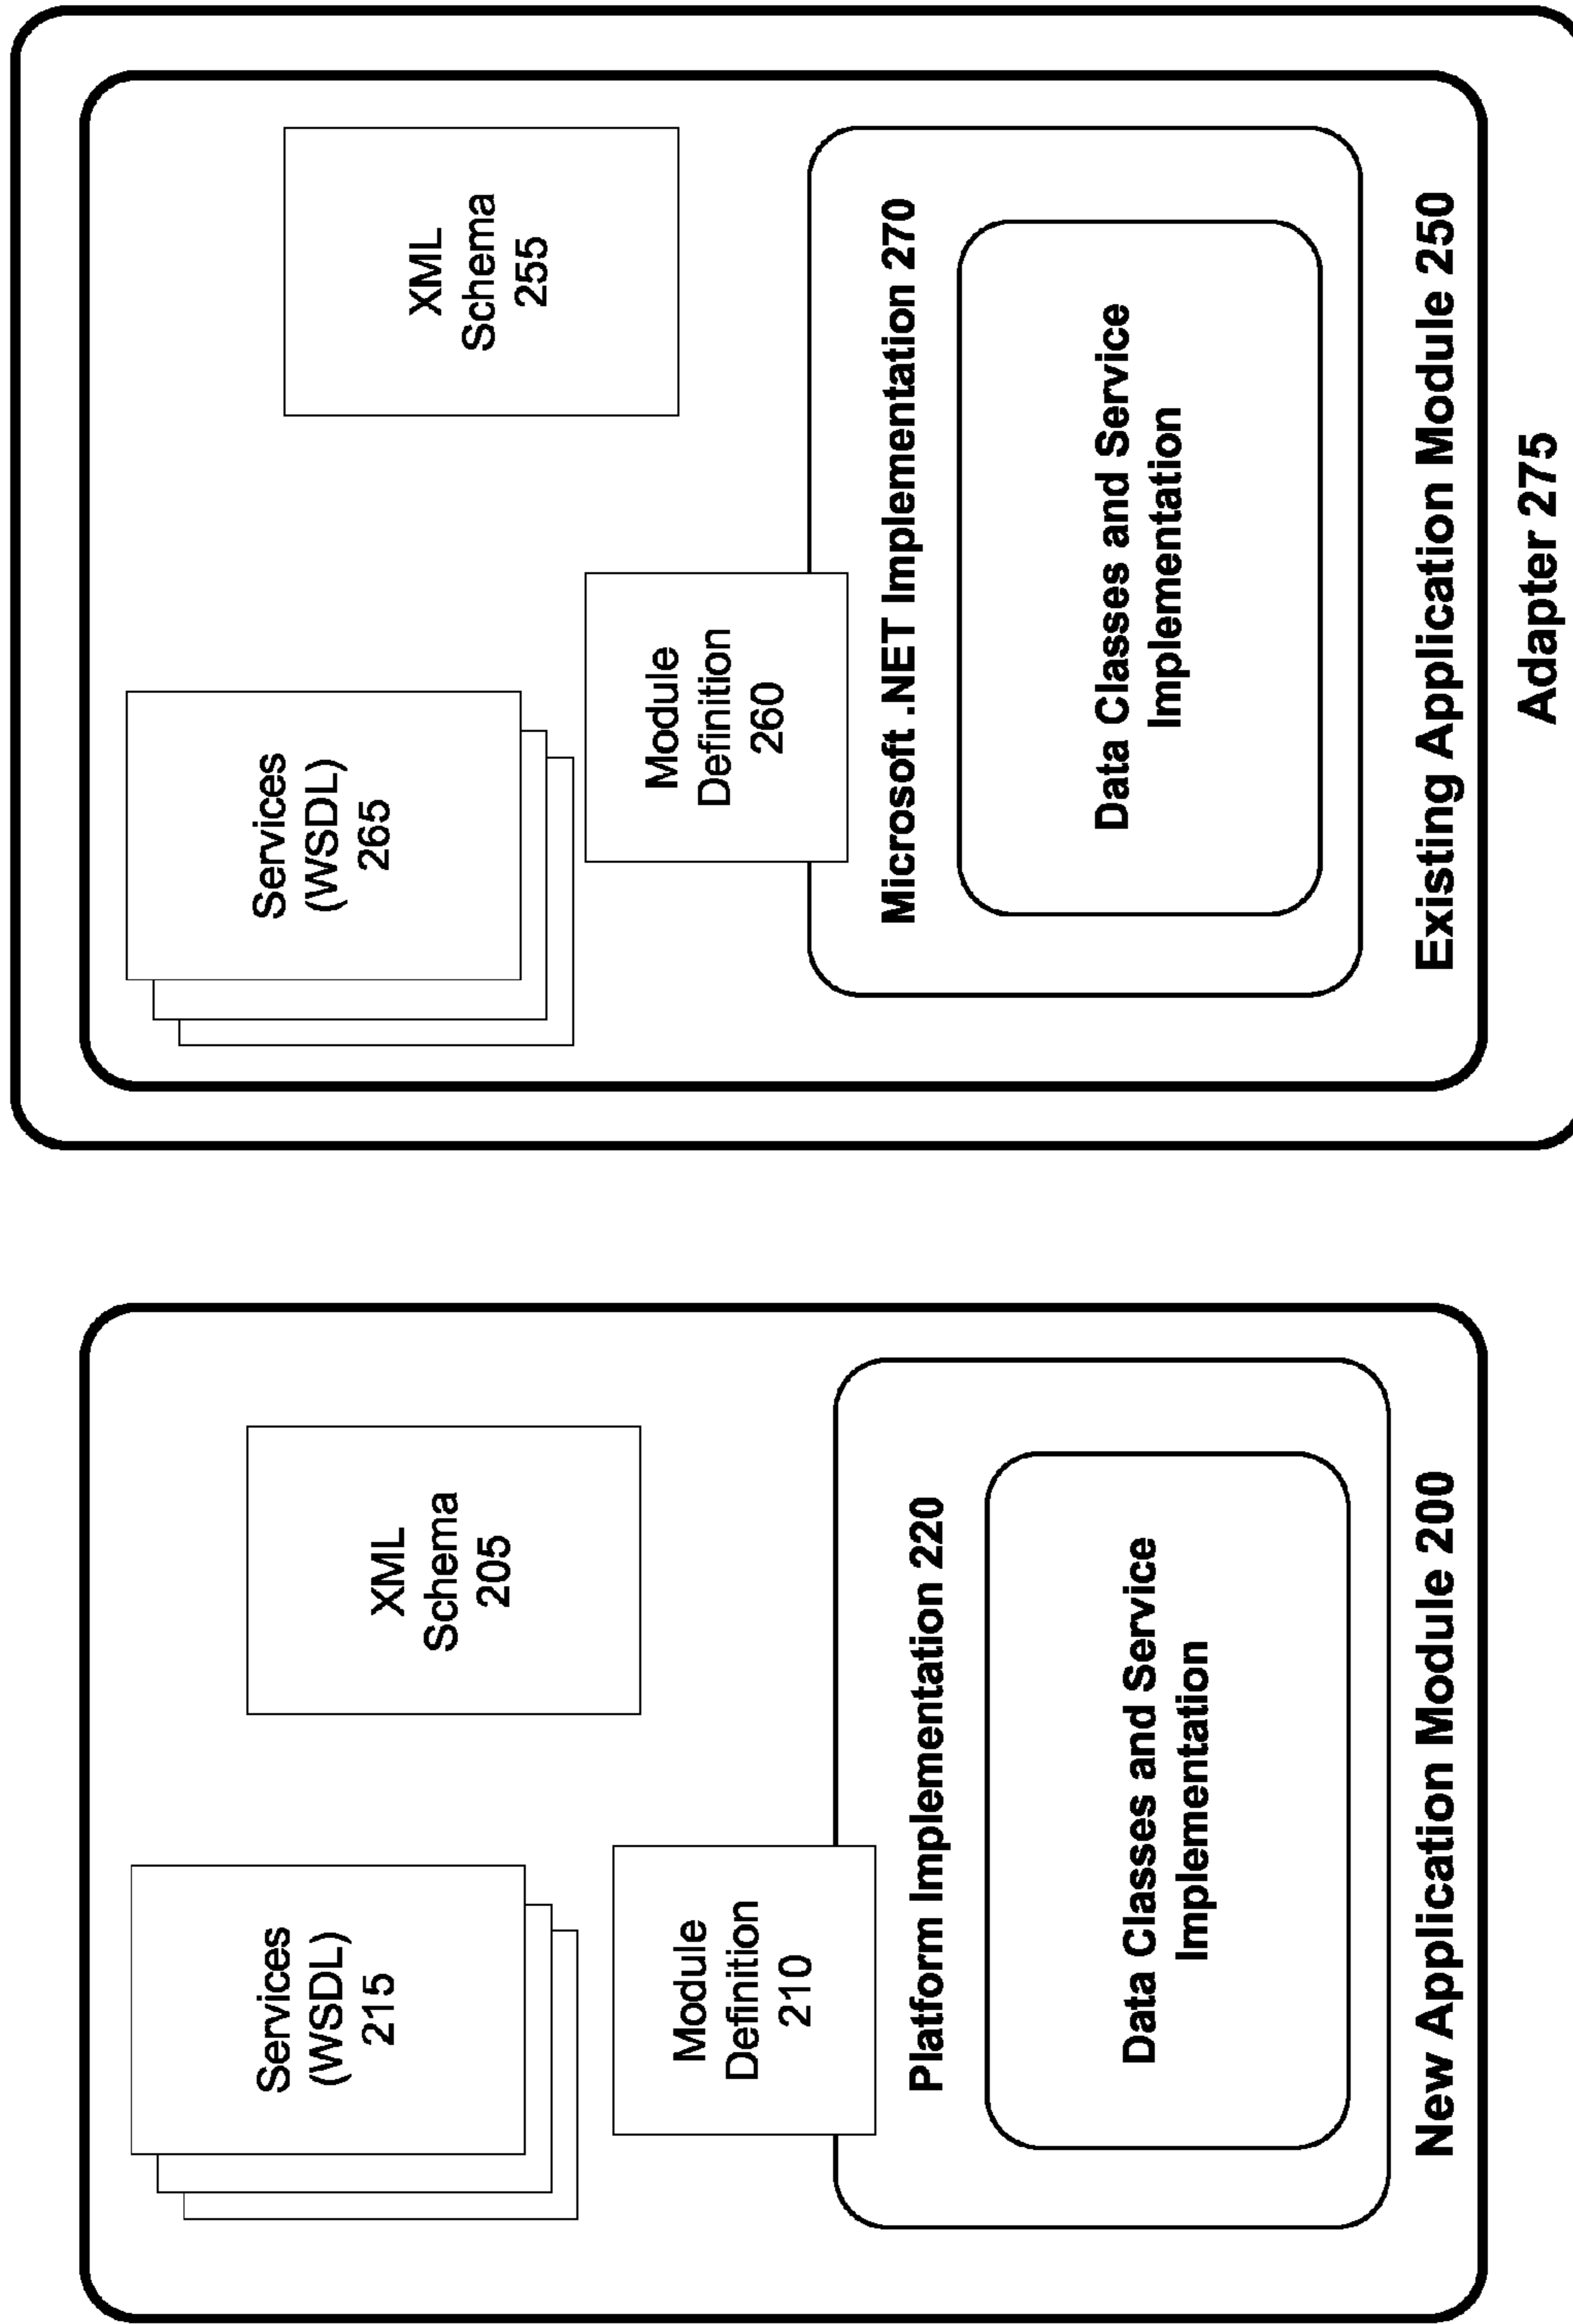 Services
(WSDL)
215
XML
Schema
205
Module
Definition
210
Platform Implementation 220
Data Classes and Service
Implementation
New Application Module 200
Services
(WSDL)
265
XML
Schema
255
Module
Definition
260
Microsoft .NET Implementation 270
Data Classes and Service
Implementation
Existing Application Module 250
Adapter 275